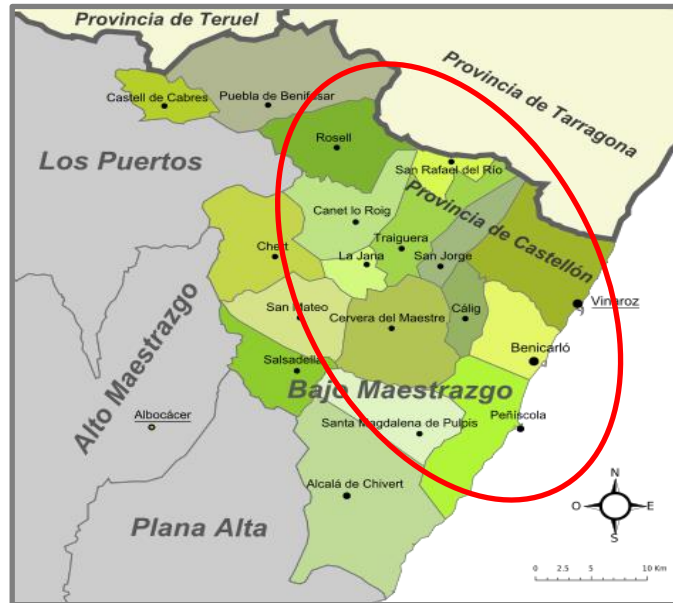 Provincia de Teruel
Provincia de Tarragona
Castell de Cabres
Puebla de Benifasar
Los Puertos
Rosell
San Rafael del Río
Provincia de Castellón
Canet lo Roig
Traiguera
Chert
La Jana
San Jorge
Vinaroz
San Mateo
Cervera del Maestre
Cálig
Benicarló
Salsadella
Alto Maestrazgo
Bajo Maestrazgo
Albocácer
Santa Magdalena de Pulpis
Peñiscola
Alcalá de Chivert
Plana Alta
N
O
E
S
0 2.5 5 7.5 10 Km